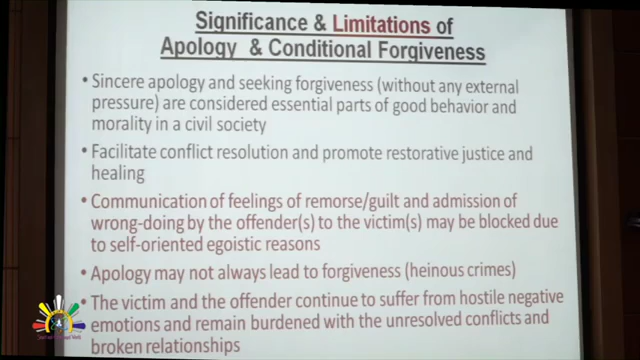 Significance & Limitations of
Apology & Conditional Forgiveness
• Sincere apology and seeking forgiveness (without any external
pressure) are considered essential parts of good behavior and
morality in a civil society
• Facilitate conflict resolution and promote restorative justice and
healing
• Communication of feelings of remorse/guilt and admission of
wrong-doing by the offender(s) to the victim(s) may be blocked due
to self-oriented egoistic reasons
• Apology may not always lead to forgiveness (heinous crimes)
• The victim and the offender continue to suffer from hostile negative
emotions and remain burdened with the unresolved conflicts and
broken relationships